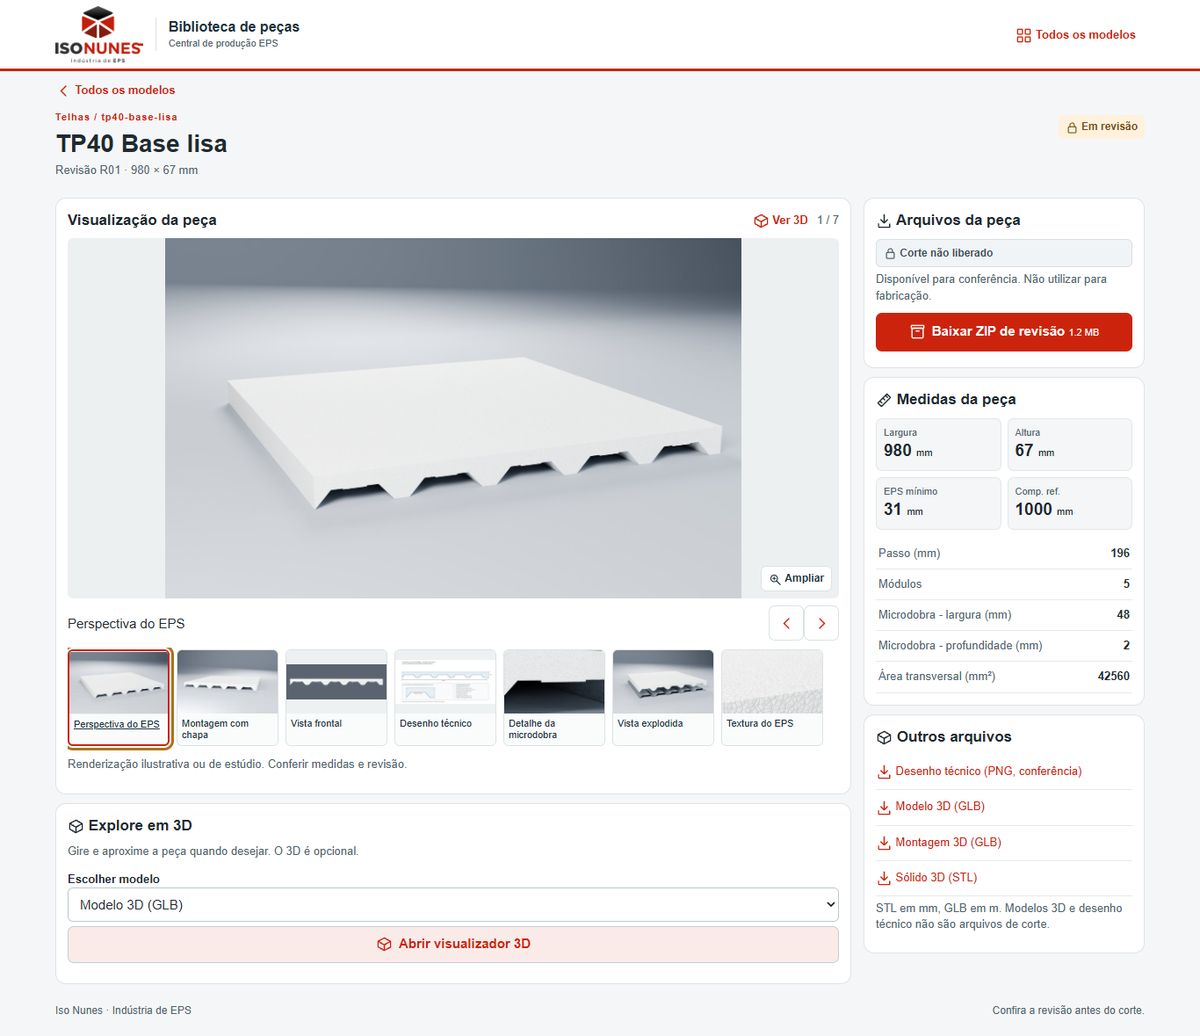 ISONUNES
Indústria de EPS
Biblioteca de peças
Central de produção EPS
Todos os modelos
Todos os modelos
Telhas / tp40-base-lisa
TP40 Base lisa
Revisão R01 · 980 × 67 mm
Em revisão
Visualização da peça
Ver 3D 1 / 7
Ampliar
Perspectiva do EPS
Perspectiva do EPS
Montagem com
chapa
Vista frontal
Desenho técnico
Detalhe da
microdobra
Vista explodida
Textura do EPS
Renderização ilustrativa ou de estúdio. Conferir medidas e revisão.
Explore em 3D
Gire e aproxime a peça quando desejar. O 3D é opcional.
Escolher modelo
Modelo 3D (GLB)
Abrir visualizador 3D
Arquivos da peça
Corte não liberado
Disponível para conferência. Não utilizar para
fabricação.
Baixar ZIP de revisão 1.2 MB
Medidas da peça
Largura
980 mm
Altura
67 mm
EPS mínimo
31 mm
Comp. ref.
1000 mm
Passo (mm) 196
Módulos 5
Microdobra - largura (mm) 48
Microdobra - profundidade (mm) 2
Área transversal (mm²) 42560
Outros arquivos
Desenho técnico (PNG, conferência)
Modelo 3D (GLB)
Montagem 3D (GLB)
Sólido 3D (STL)
STL em mm, GLB em m. Modelos 3D e desenho
técnico não são arquivos de corte.
Iso Nunes · Indústria de EPS
Confira a revisão antes do corte.